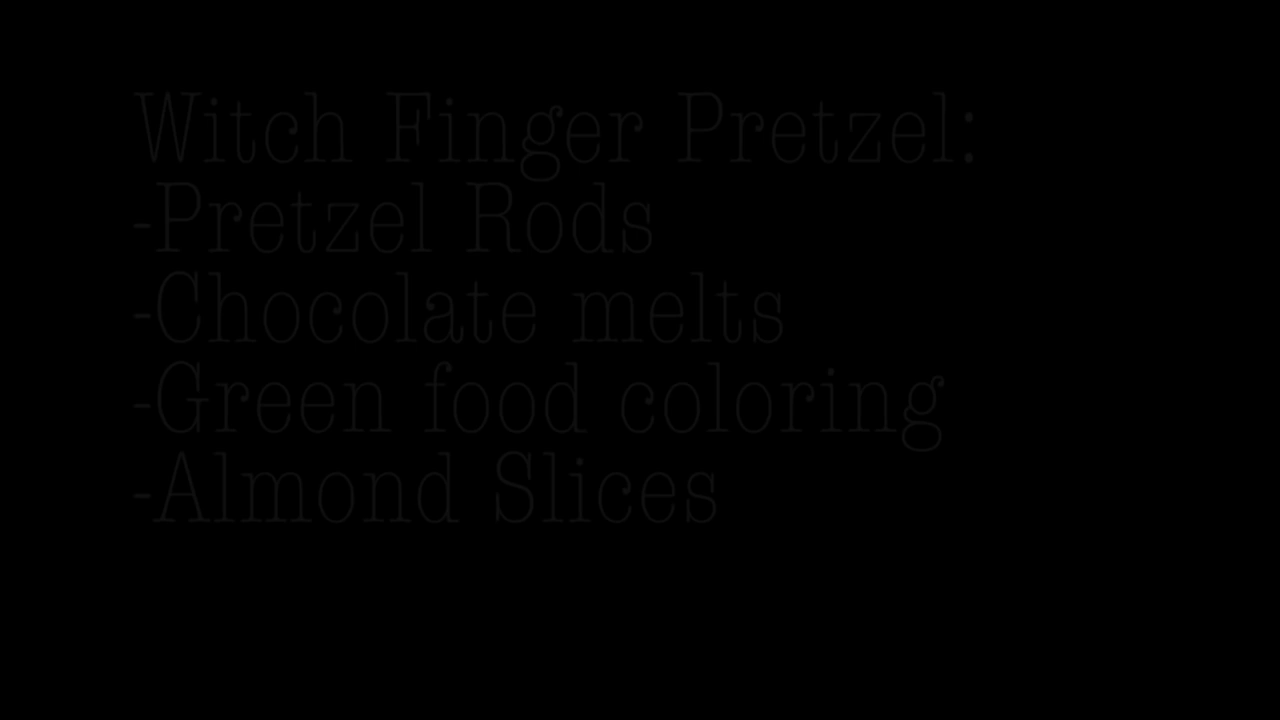 Witch Finger Pretzel:
-Pretzel Rods
-Chocolate melts
-Green food coloring
-Almond Slices